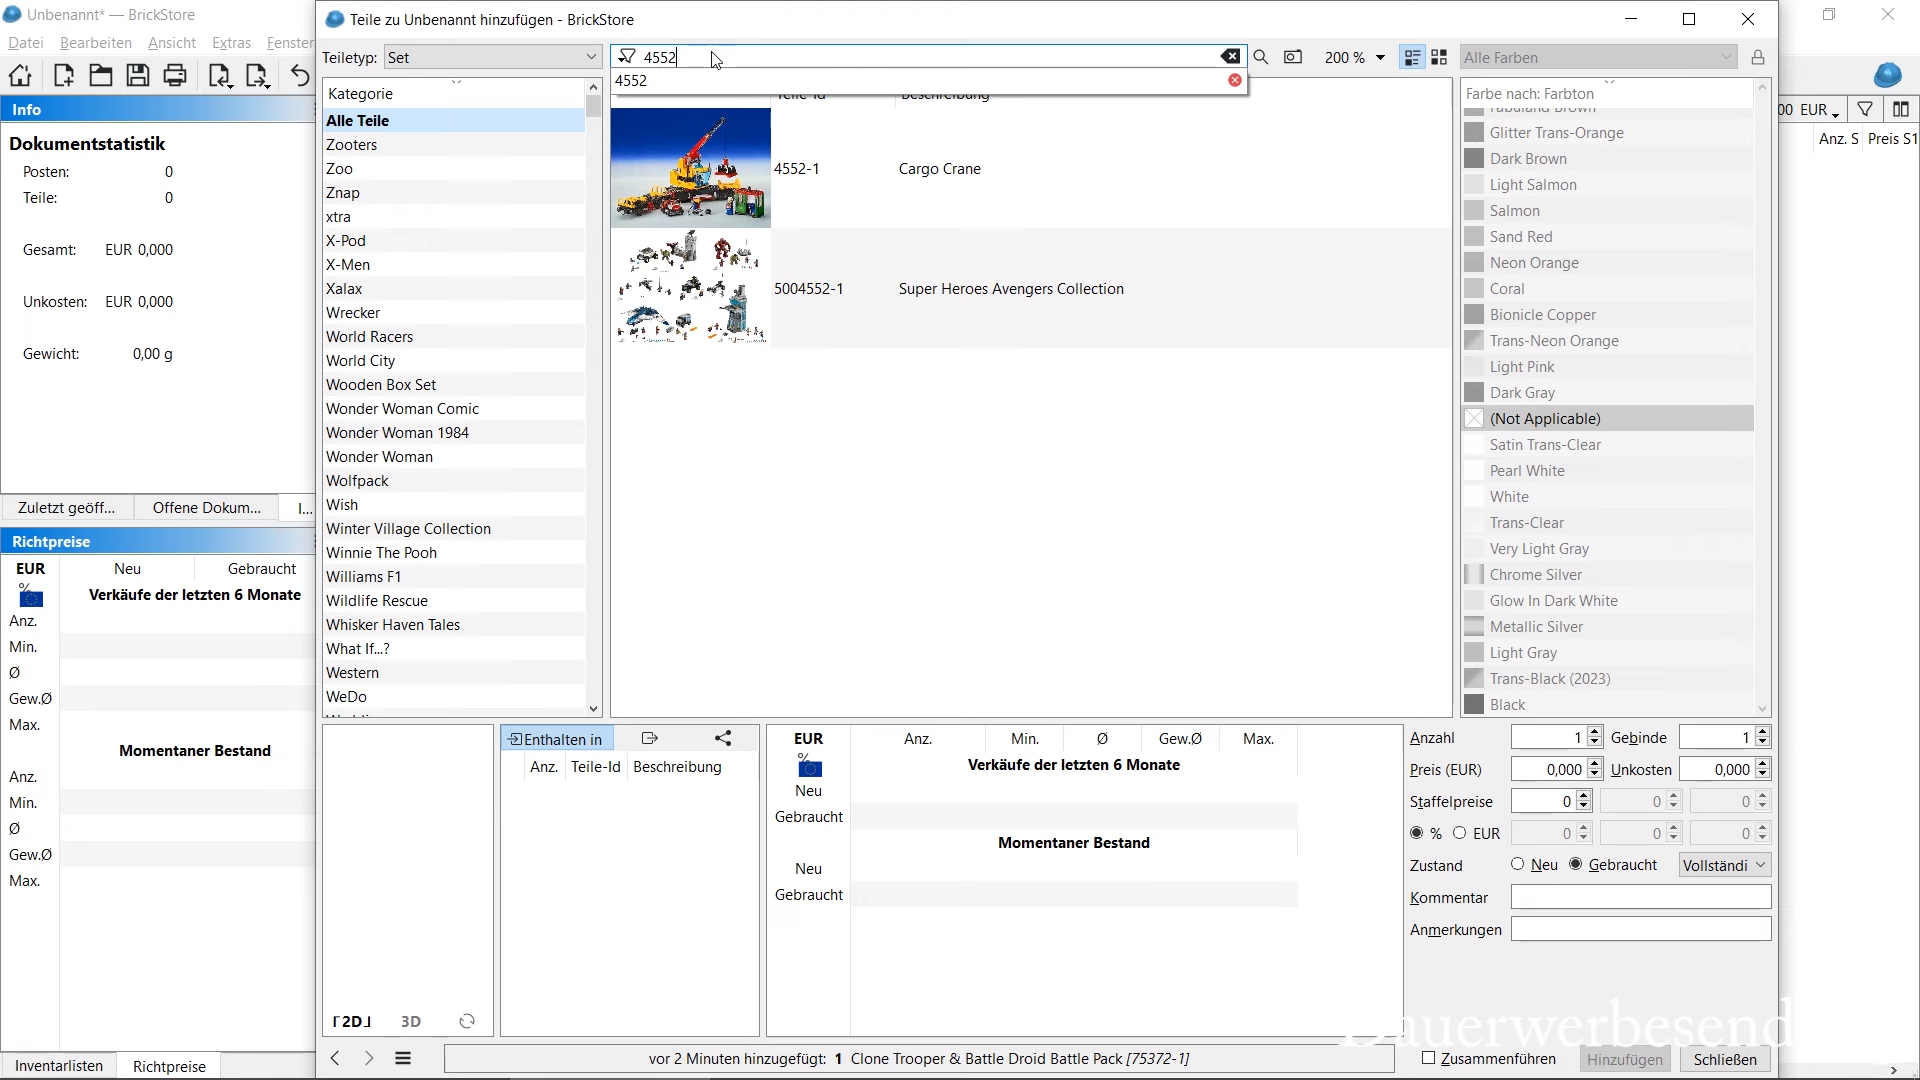 Unbenannt* — BrickStore
Datei Bearbeiten Ansicht Extras Fenster
Info
Dokumentstatistik
Posten: 0
Teile: 0
Gesamt: EUR 0,000
Unkosten: EUR 0,000
Gewicht: 0,00 g
Zuletzt geöff... Offene Dokum... I...
Richtpreise
EUR Neu Gebraucht
Verkäufe der letzten 6 Monate
Anz.
Min.
Ø
Gew.Ø
Max.
Momentaner Bestand
Anz.
Min.
Ø
Gew.Ø
Max.
Inventarlisten Richtpreise
Teile zu Unbenannt hinzufügen - BrickStore
Teiletyp: Set 4552 200 % Alle Farben
4552
Kategorie
Alle Teile
Zooters
Zoo
Znap
xtra
X-Pod
X-Men
Xalax
Wrecker
World Racers
World City
Wooden Box Set
Wonder Woman Comic
Wonder Woman 1984
Wonder Woman
Wolfpack
Wish
Winter Village Collection
Winnie The Pooh
Williams F1
Wildlife Rescue
Whisker Haven Tales
What If...?
Western
WeDo
Teile-Id Beschreibung
4552-1 Cargo Crane
5004552-1 Super Heroes Avengers Collection
Farbe nach: Farbton
Fabuland Brown
Glitter Trans-Orange
Dark Brown
Light Salmon
Salmon
Sand Red
Neon Orange
Coral
Bionicle Copper
Trans-Neon Orange
Light Pink
Dark Gray
(Not Applicable)
Satin Trans-Clear
Pearl White
White
Trans-Clear
Very Light Gray
Chrome Silver
Glow In Dark White
Metallic Silver
Light Gray
Trans-Black (2023)
Black
2D 3D
Enthalten in
Anz. Teile-Id Beschreibung
EUR Anz. Min. Ø Gew.Ø Max.
Verkäufe der letzten 6 Monate
Neu
Gebraucht
Momentaner Bestand
Neu
Gebraucht
Anzahl 1 Gebinde 1
Preis (EUR) 0,000 Unkosten 0,000
Staffelpreise 0 0 0
% EUR 0 0 0
Zustand Neu Gebraucht Vollständi
Kommentar
Anmerkungen
vor 2 Minuten hinzugefügt: 1 Clone Trooper & Battle Droid Battle Pack [75372-1]
Zusammenführen Hinzufügen Schließen
00 EUR
Anz. S Preis S1
Dauerwerbesend